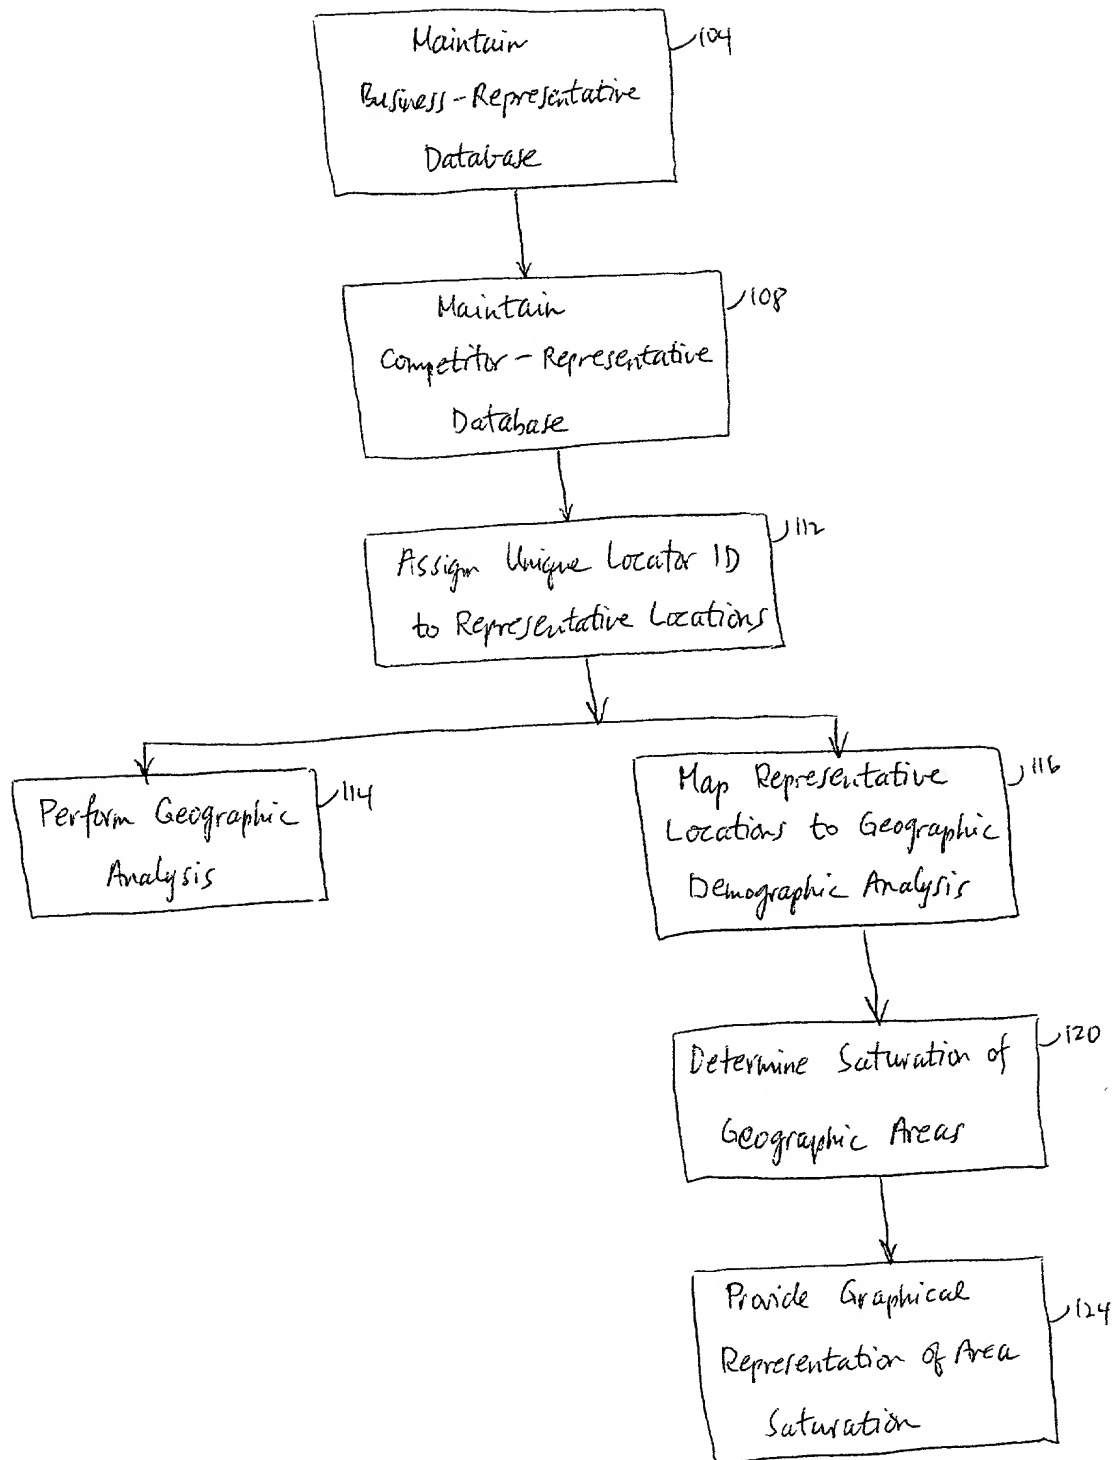 Maintain
Business-Representative
Database
104
Maintain
Competitor-Representative
Database
108
Assign Unique Locator ID
to Representative Locations
112
Perform Geographic
Analysis
114
Map Representative
Locations to Geographic
Demographic Analysis
116
Determine Saturation of
Geographic Areas
120
Provide Graphical
Representation of Area
Saturation
124